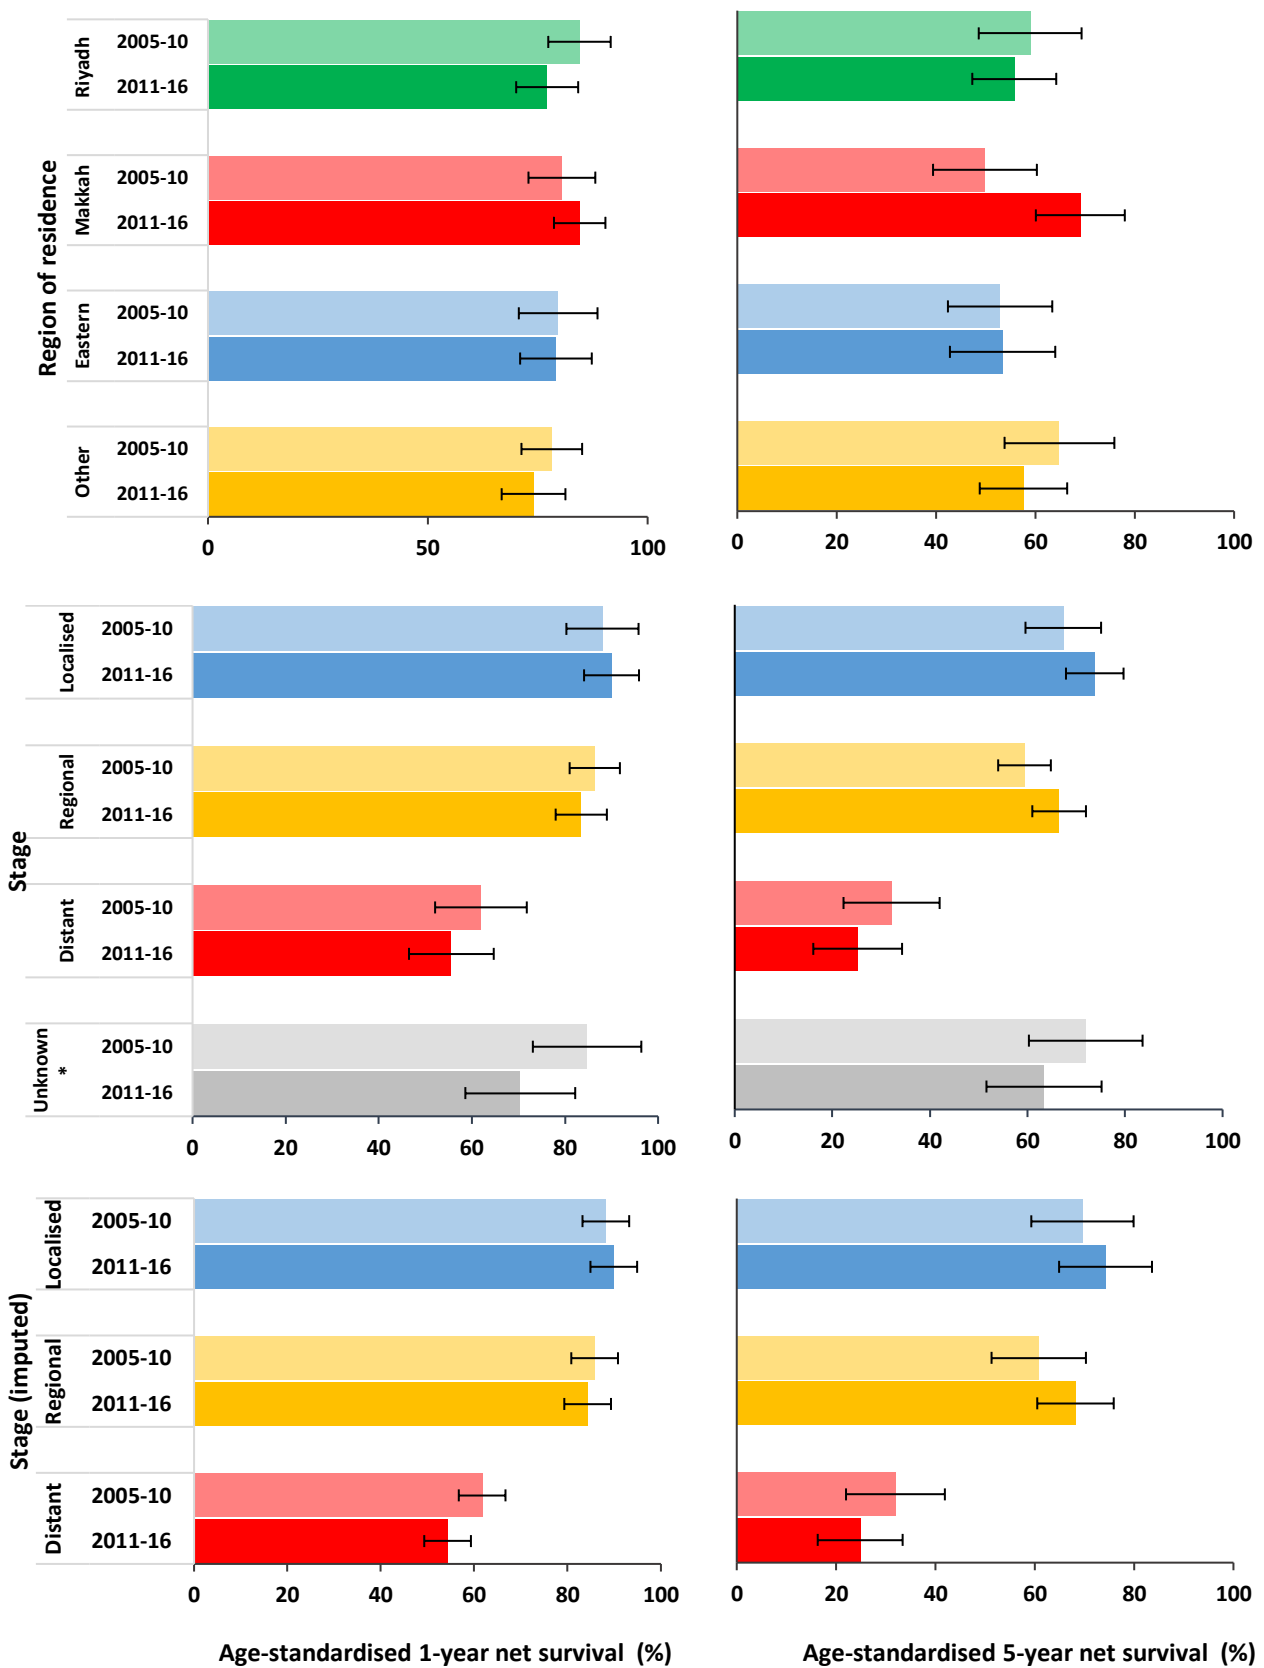 Region of residence
Riyadh
2005-10
2011-16
Makkah
2005-10
2011-16
Eastern
2005-10
2011-16
Other
2005-10
2011-16
0 50 100
0 20 40 60 80 100
Stage
Localised
2005-10
2011-16
Regional
2005-10
2011-16
Distant
2005-10
2011-16
Unknown
*
2005-10
2011-16
0 20 40 60 80 100
0 20 40 60 80 100
Stage (imputed)
Localised
2005-10
2011-16
Regional
2005-10
2011-16
Distant
2005-10
2011-16
0 20 40 60 80 100
0 20 40 60 80 100
Age-standardised 1-year net survival (%)
Age-standardised 5-year net survival (%)